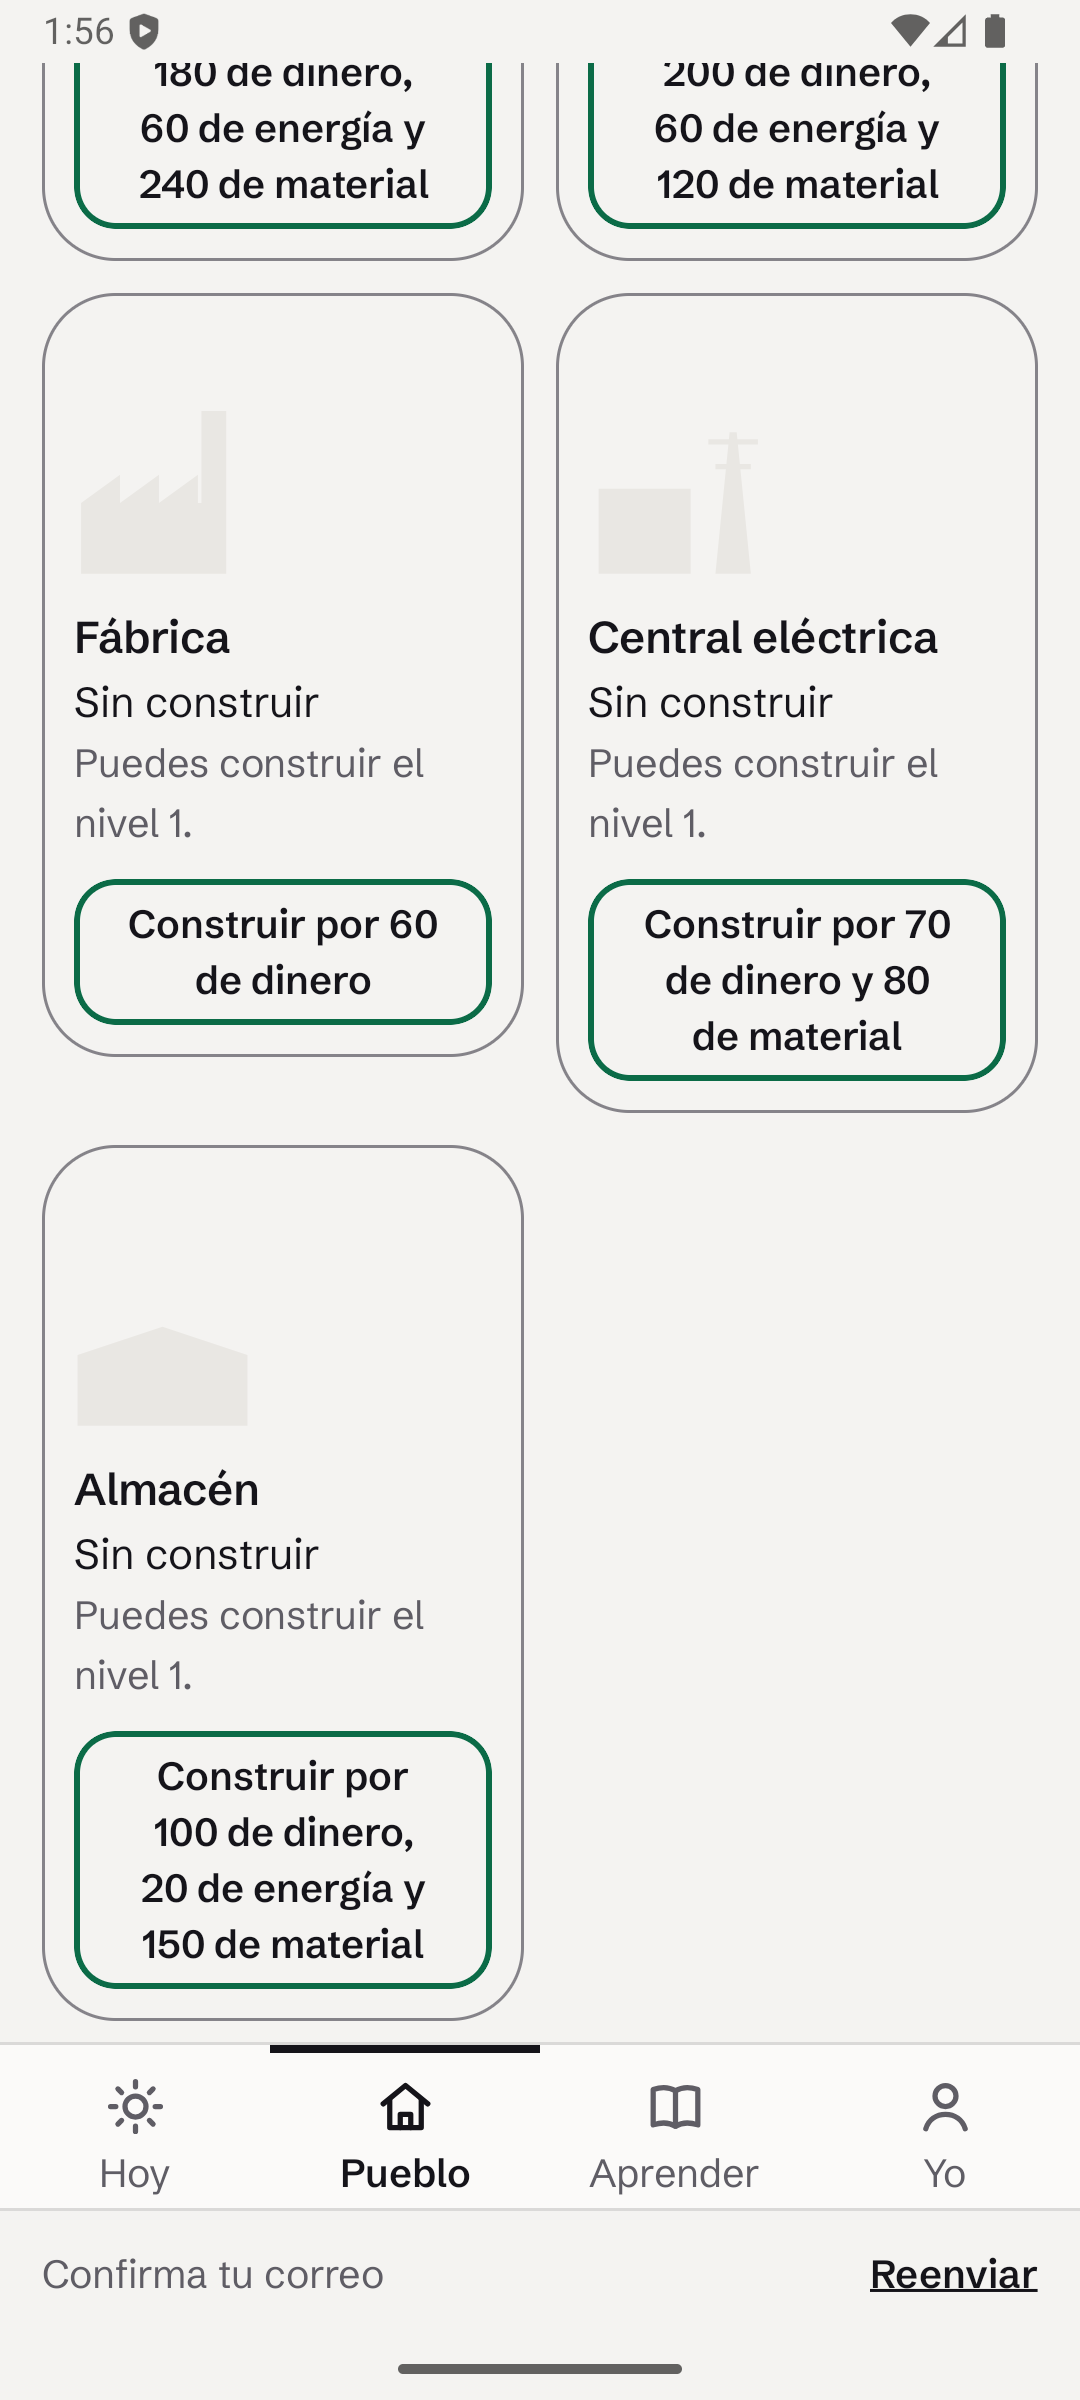 1:56
180 de dinero,
60 de energía y
240 de material
200 de dinero,
60 de energía y
120 de material
Fábrica
Sin construir
Puedes construir el
nivel 1.
Construir por 60
de dinero
Central eléctrica
Sin construir
Puedes construir el
nivel 1.
Construir por 70
de dinero y 80
de material
Almacén
Sin construir
Puedes construir el
nivel 1.
Construir por
100 de dinero,
20 de energía y
150 de material
Hoy
Pueblo
Aprender
Yo
Confirma tu correo
Reenviar